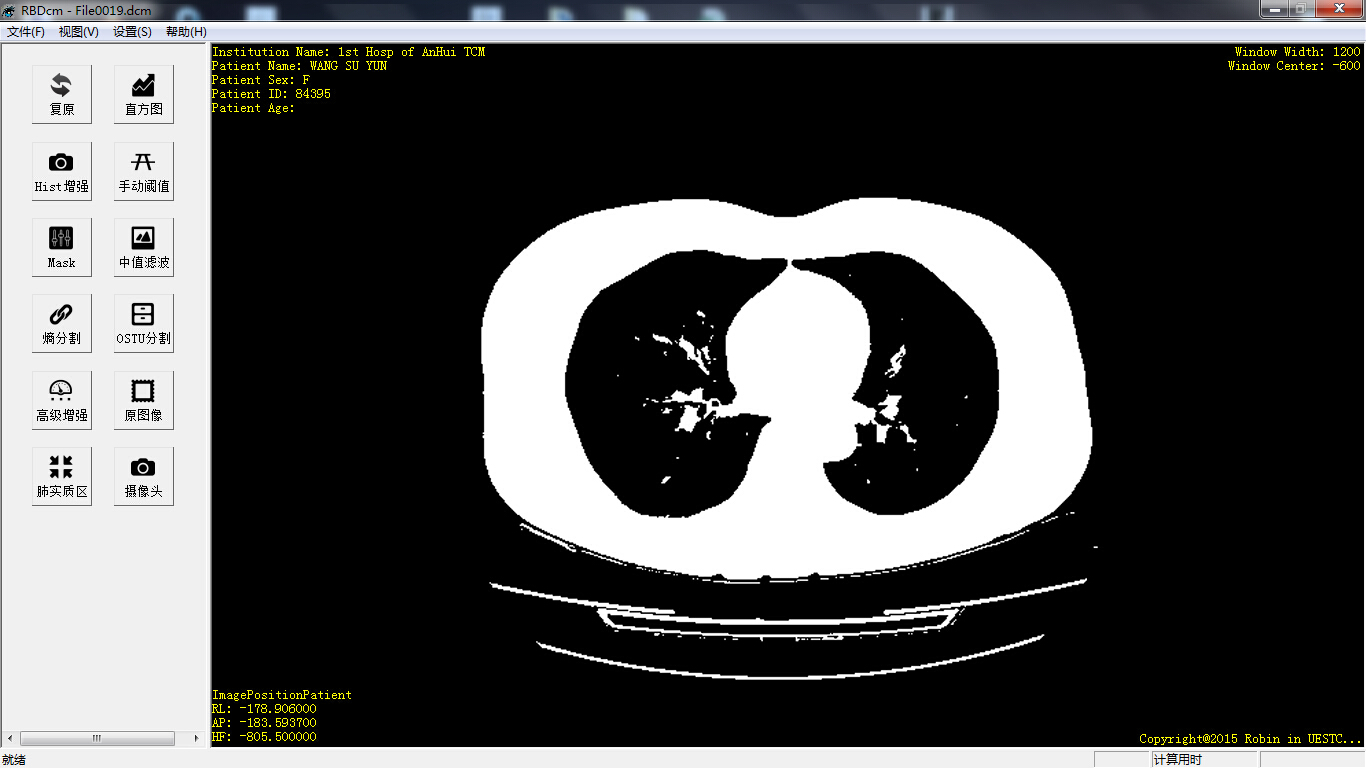 RBDcm - File0019.dcm
文件(F) 视图(V) 设置(S) 帮助(H)
复原 直方图
Hist增强 手动阈值
Mask 中值滤波
熵分割 OSTU分割
高级增强 原图像
肺实质区 摄像头
Institution Name: 1st Hosp of AnHui TCM
Patient Name: WANG SU YUN
Patient Sex: F
Patient ID: 84395
Patient Age:
Window Width: 1200
Window Center: -600
ImagePositionPatient
RL: -178.906000
AP: -183.593700
HF: -805.500000
Copyright@2015 Robin in UESTC...
就绪
计算用时